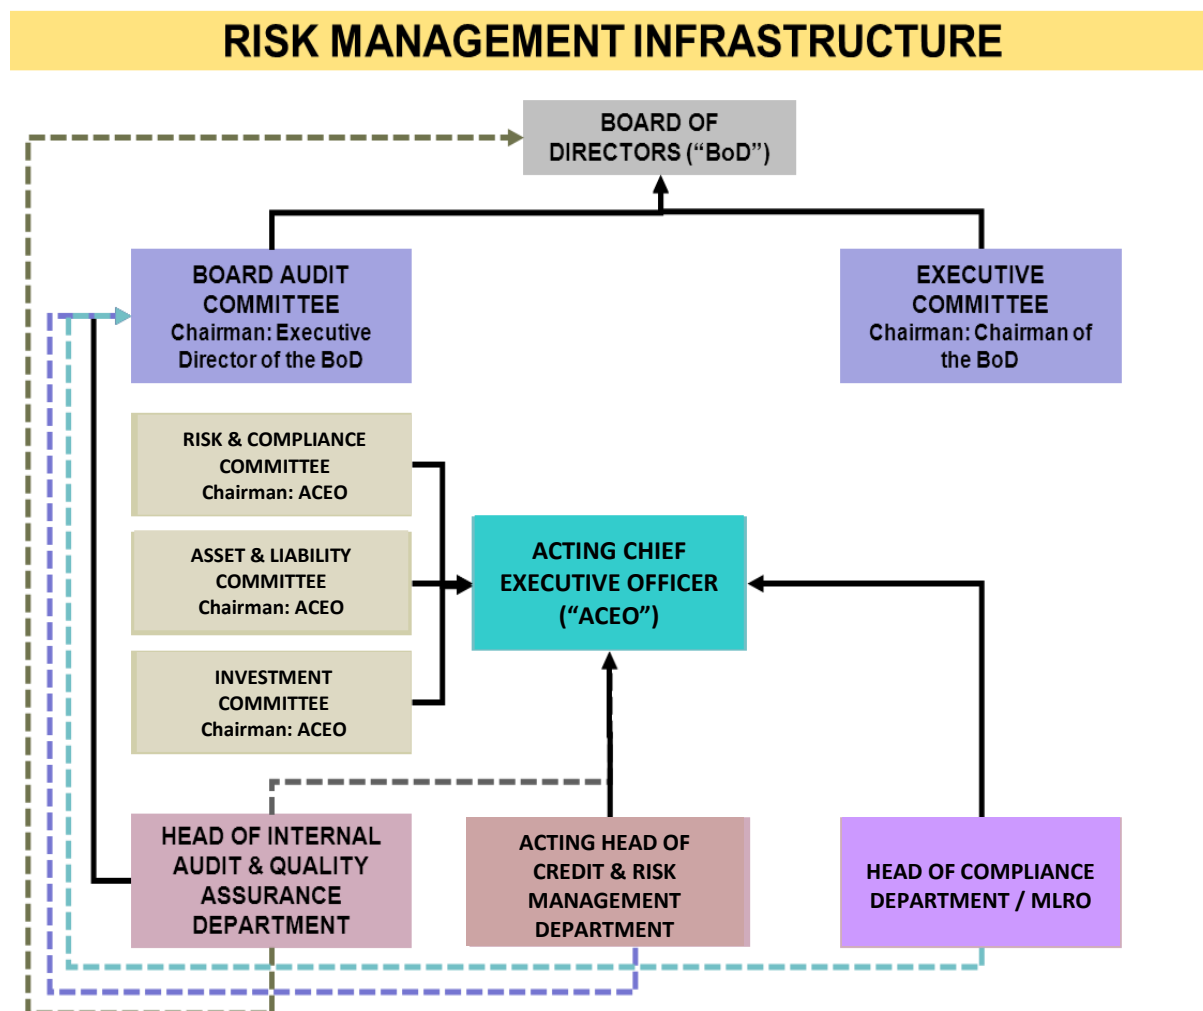 RISK MANAGEMENT INFRASTRUCTURE
BOARD OF
DIRECTORS (“BoD”)
BOARD AUDIT
COMMITTEE
Chairman: Executive
Director of the BoD
EXECUTIVE
COMMITTEE
Chairman: Chairman of
the BoD
RISK & COMPLIANCE
COMMITTEE
Chairman: ACEO
ASSET & LIABILITY
COMMITTEE
Chairman: ACEO
INVESTMENT
COMMITTEE
Chairman: ACEO
ACTING CHIEF
EXECUTIVE OFFICER
(“ACEO”)
HEAD OF INTERNAL
AUDIT & QUALITY
ASSURANCE
DEPARTMENT
ACTING HEAD OF
CREDIT & RISK
MANAGEMENT
DEPARTMENT
HEAD OF COMPLIANCE
DEPARTMENT / MLRO